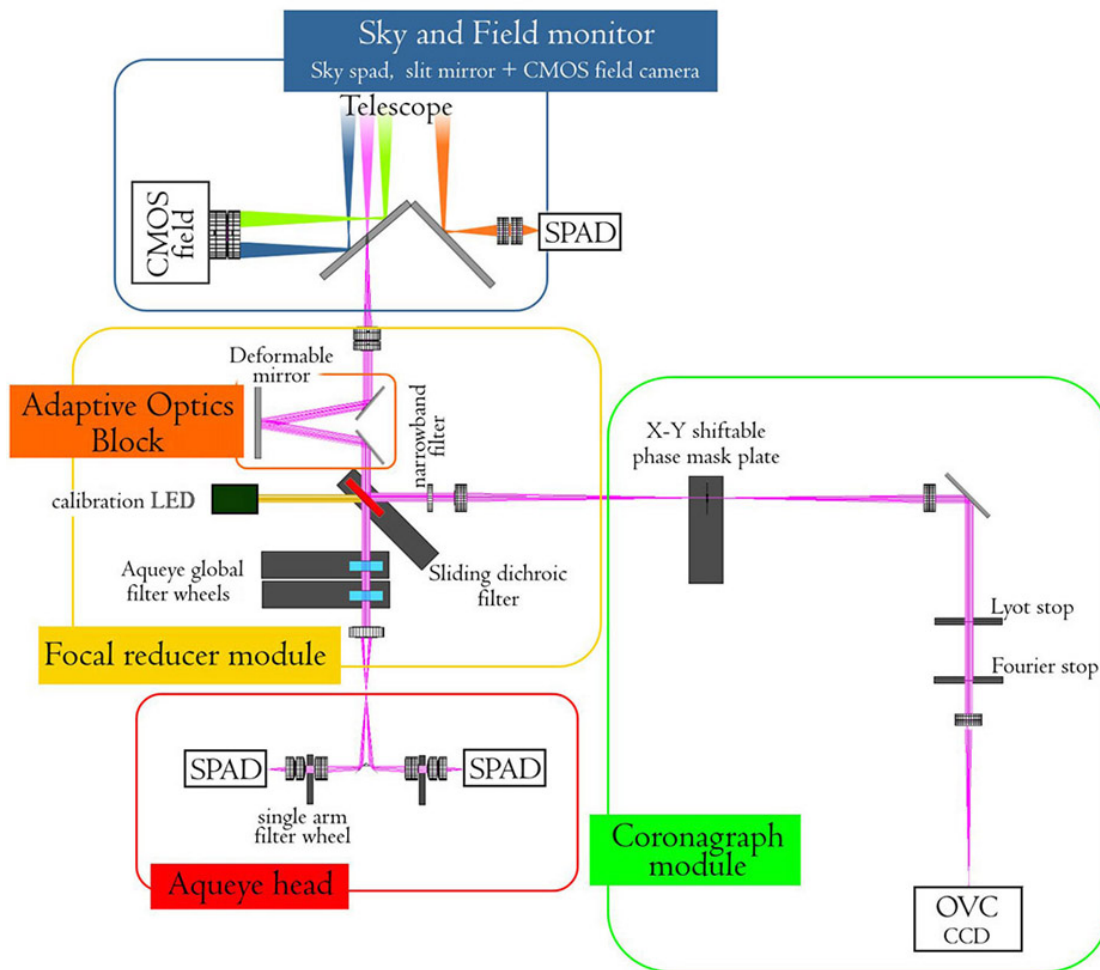 Sky and Field monitor
Sky spad, slit mirror + CMOS field camera
Telescope
CMOS
field
SPAD
Deformable
mirror
Adaptive Optics
Block
narrowband
filter
X-Y shiftable
phase mask plate
calibration LED
Aqueye global
filter wheels
Sliding dichroic
filter
Lyot stop
Focal reducer module
Fourier stop
SPAD
SPAD
single arm
filter wheel
Coronagraph
module
Aqueye head
OVC
CCD